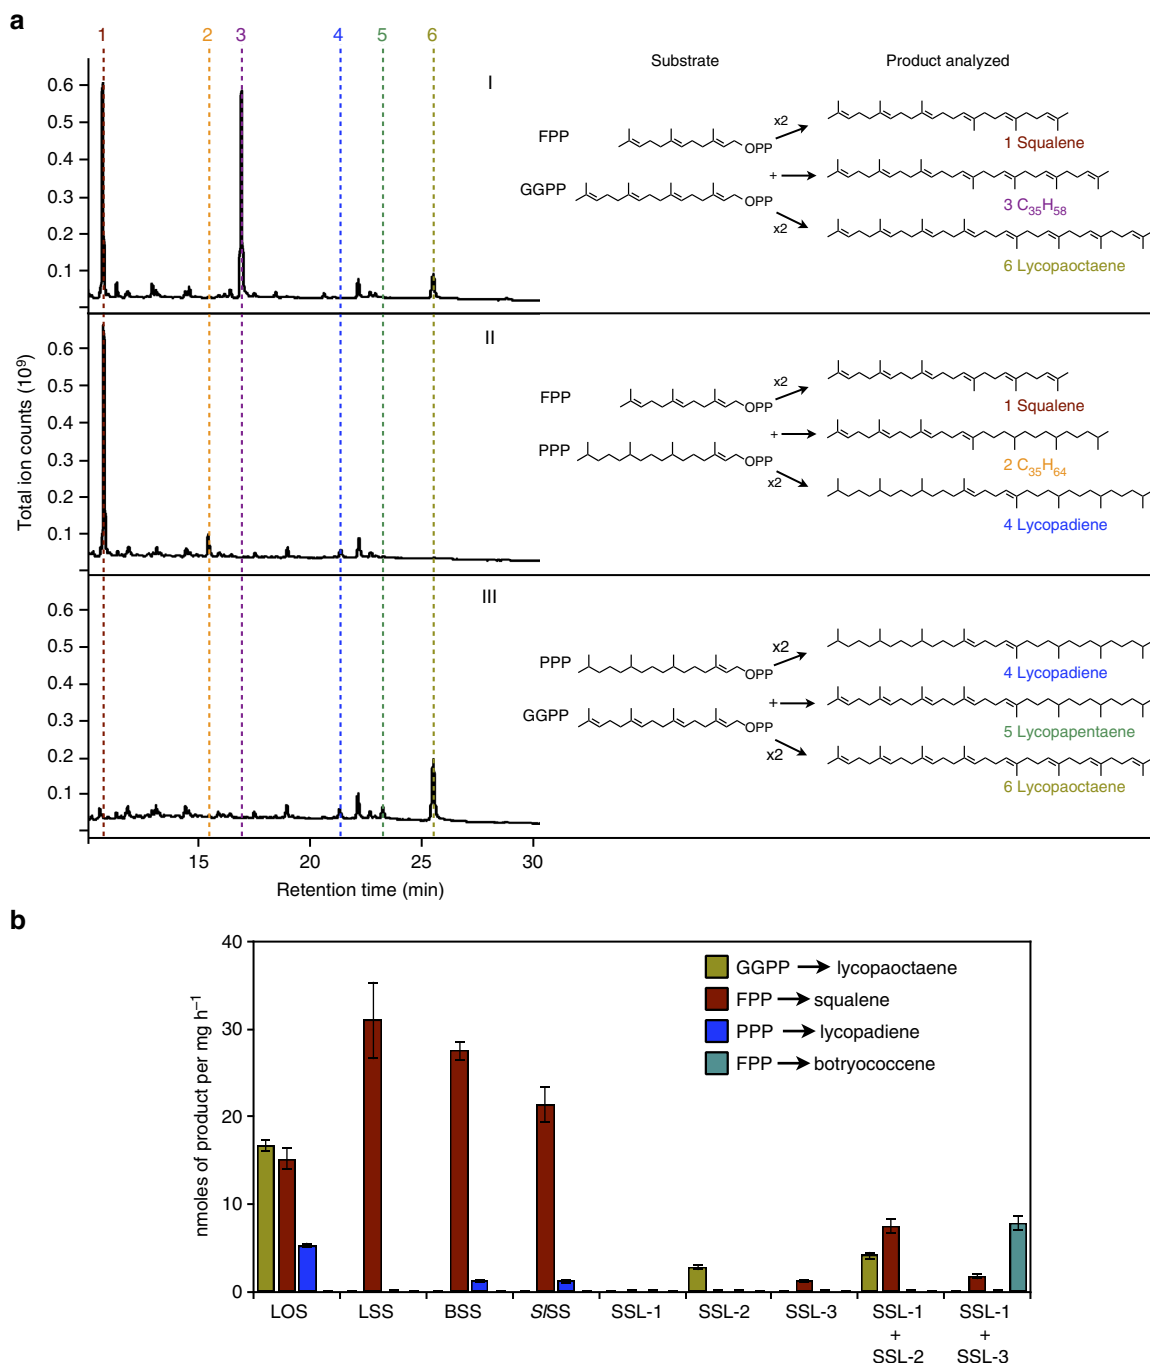 a
1 2 3 4 5 6
Substrate Product analyzed
I
0.6
0.5
0.4
0.3
0.2
0.1
FPP
OPP
x2
1 Squalene
GGPP
OPP
+
3 C35H58
x2
6 Lycopaoctaene
II
0.6
0.5
0.4
0.3
0.2
0.1
FPP
OPP
x2
1 Squalene
PPP
OPP
+
2 C35H64
x2
4 Lycopadiene
III
0.6
0.5
0.4
0.3
0.2
0.1
PPP
OPP
x2
4 Lycopadiene
GGPP
OPP
+
5 Lycopapentaene
x2
6 Lycopaoctaene
Total ion counts (10⁹)
15 20 25 30
Retention time (min)
b
nmoles of product per mg h⁻¹
40
30
20
10
0
GGPP → lycopaoctaene
FPP → squalene
PPP → lycopadiene
FPP → botryococcene
LOS LSS BSS SlSS SSL-1 SSL-2 SSL-3 SSL-1 + SSL-2 SSL-1 + SSL-3